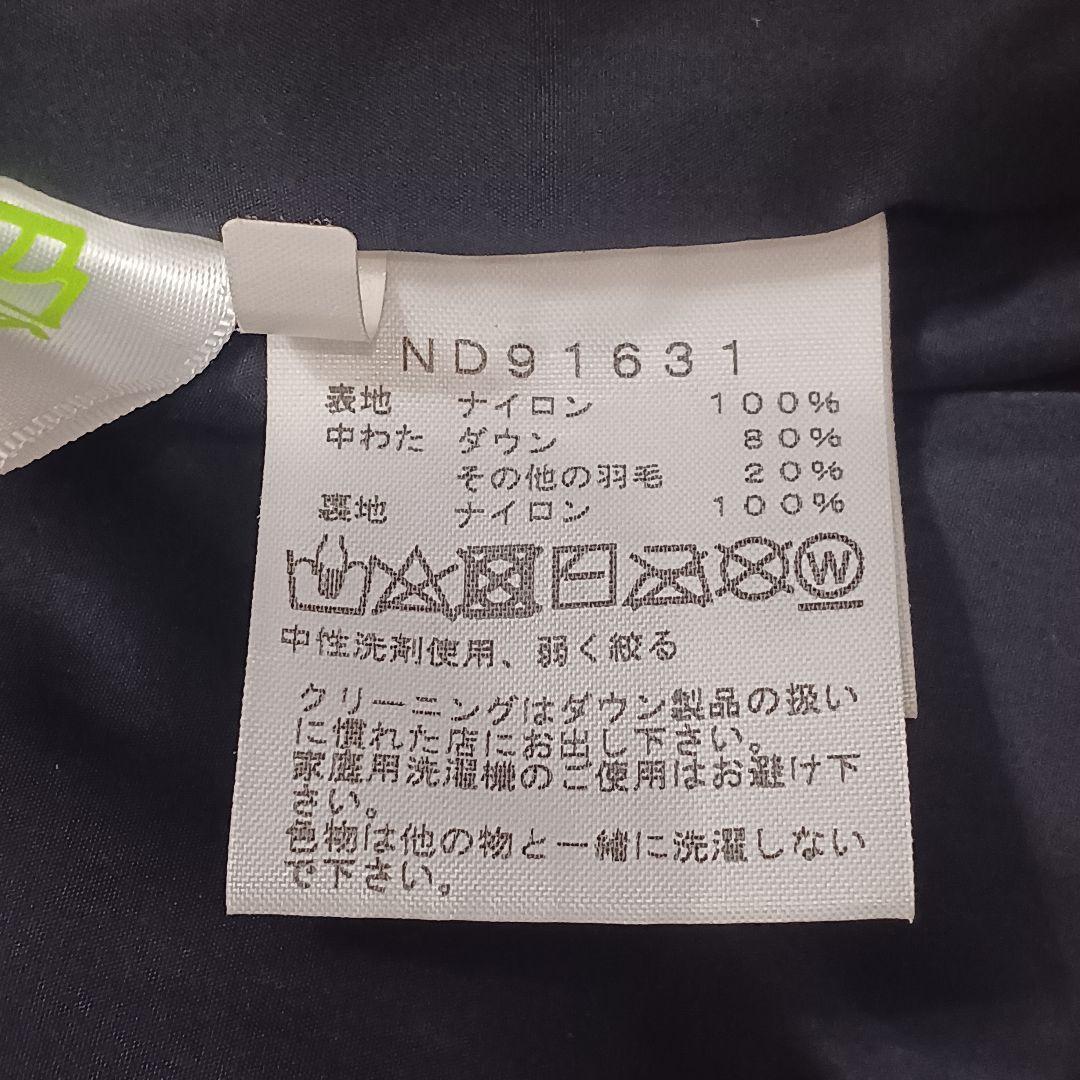 ND91631
表地 ナイロン 100%
中わた ダウン 80%
その他の羽毛 20%
裏地 ナイロン 100%
W
中性洗剤使用、弱く絞る
クリーニングはダウン製品の扱い
に慣れた店にお出し下さい。
家庭用洗濯機のご使用はお避け下
さい。
色物は他の物と一緒に洗濯しない
で下さい。